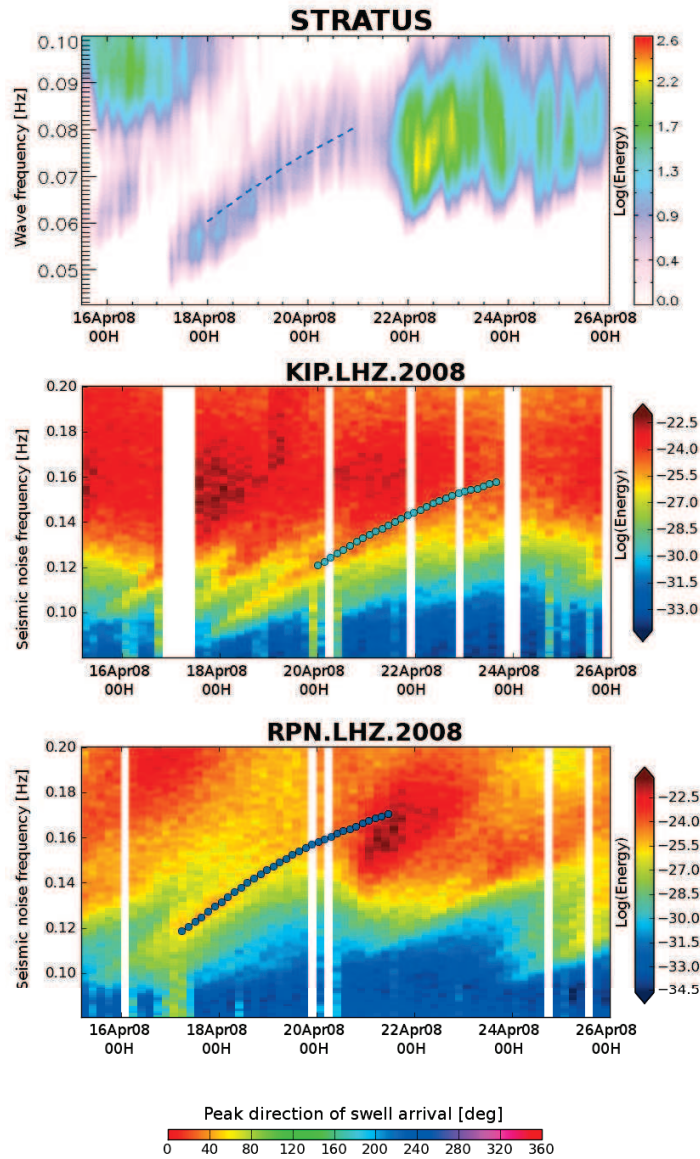 STRATUS
Wave frequency [Hz]
0.10
0.09
0.08
0.07
0.06
0.05
16Apr08 18Apr08 20Apr08 22Apr08 24Apr08 26Apr08
00H 00H 00H 00H 00H 00H
Log(Energy)
2.6
2.2
1.7
1.3
0.9
0.4
0.0
KIP.LHZ.2008
Seismic noise frequency [Hz]
0.20
0.18
0.16
0.14
0.12
0.10
16Apr08 18Apr08 20Apr08 22Apr08 24Apr08 26Apr08
00H 00H 00H 00H 00H 00H
Log(Energy)
−22.5
−24.0
−25.5
−27.0
−28.5
−30.0
−31.5
−33.0
RPN.LHZ.2008
Seismic noise frequency [Hz]
0.20
0.18
0.16
0.14
0.12
0.10
16Apr08 18Apr08 20Apr08 22Apr08 24Apr08 26Apr08
00H 00H 00H 00H 00H 00H
Log(Energy)
−22.5
−24.0
−25.5
−27.0
−28.5
−30.0
−31.5
−33.0
−34.5
Peak direction of swell arrival [deg]
0 40 80 120 160 200 240 280 320 360